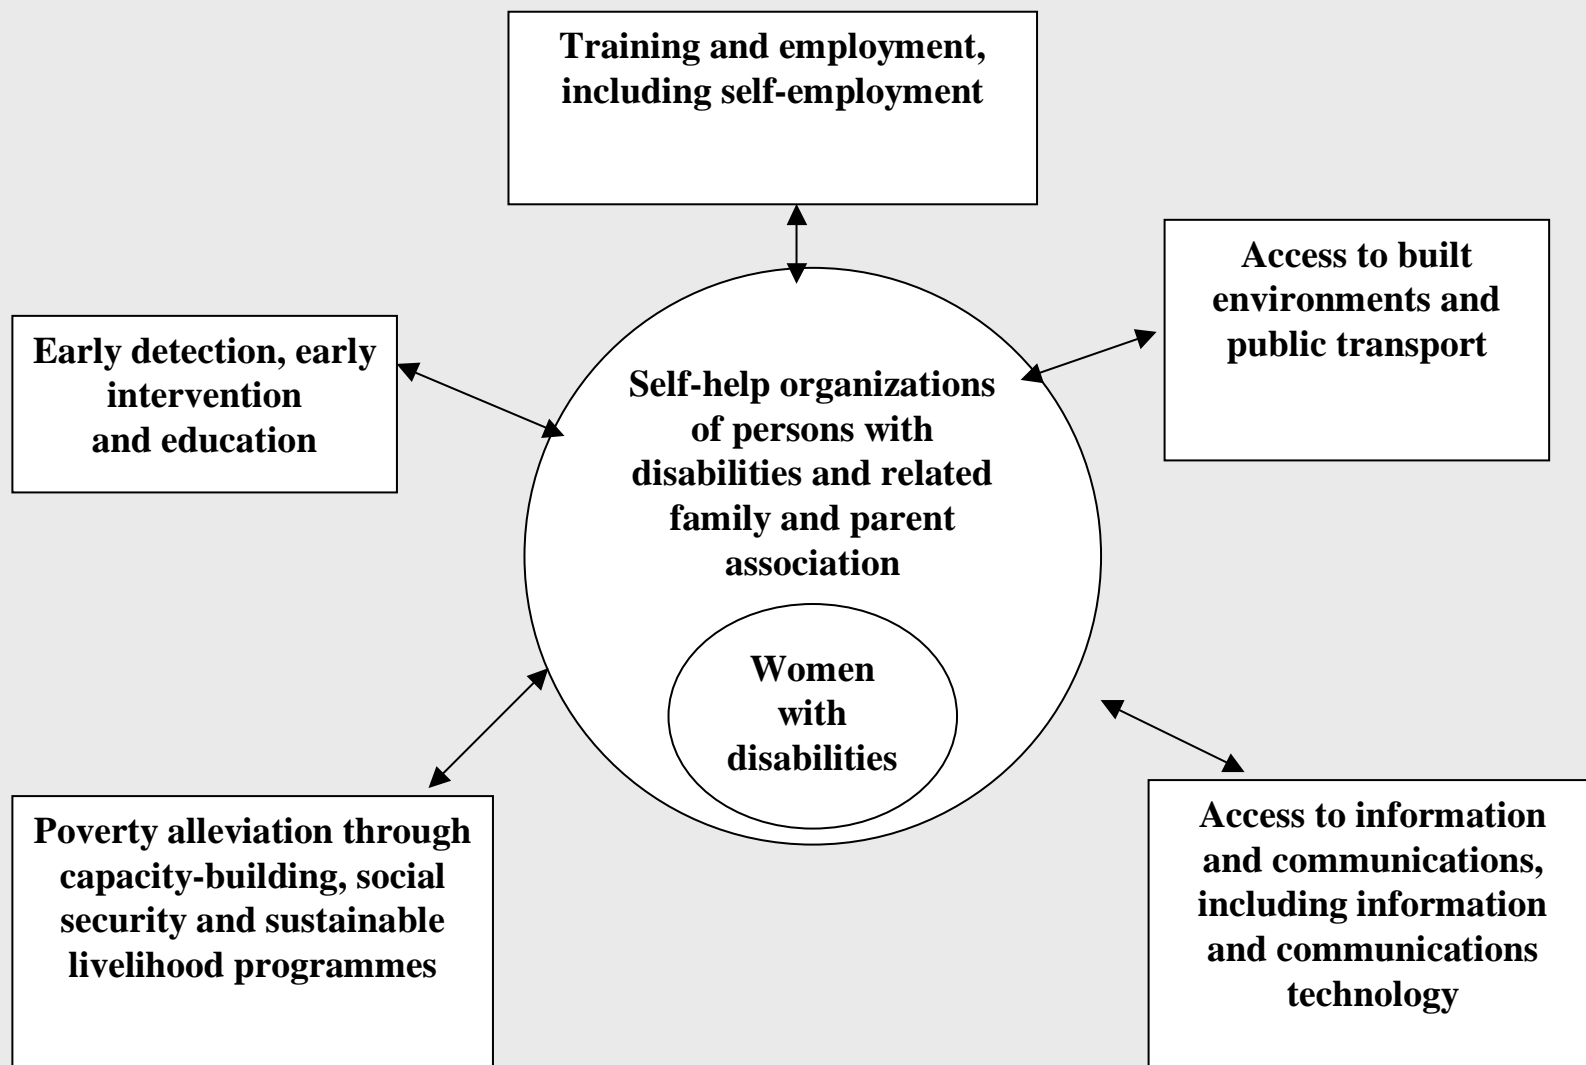 Training and employment,
including self-employment
Access to built
environments and
public transport
Early detection, early
intervention
and education
Self-help organizations
of persons with
disabilities and related
family and parent
association
Women
with
disabilities
Poverty alleviation through
capacity-building, social
security and sustainable
livelihood programmes
Access to information
and communications,
including information
and communications
technology